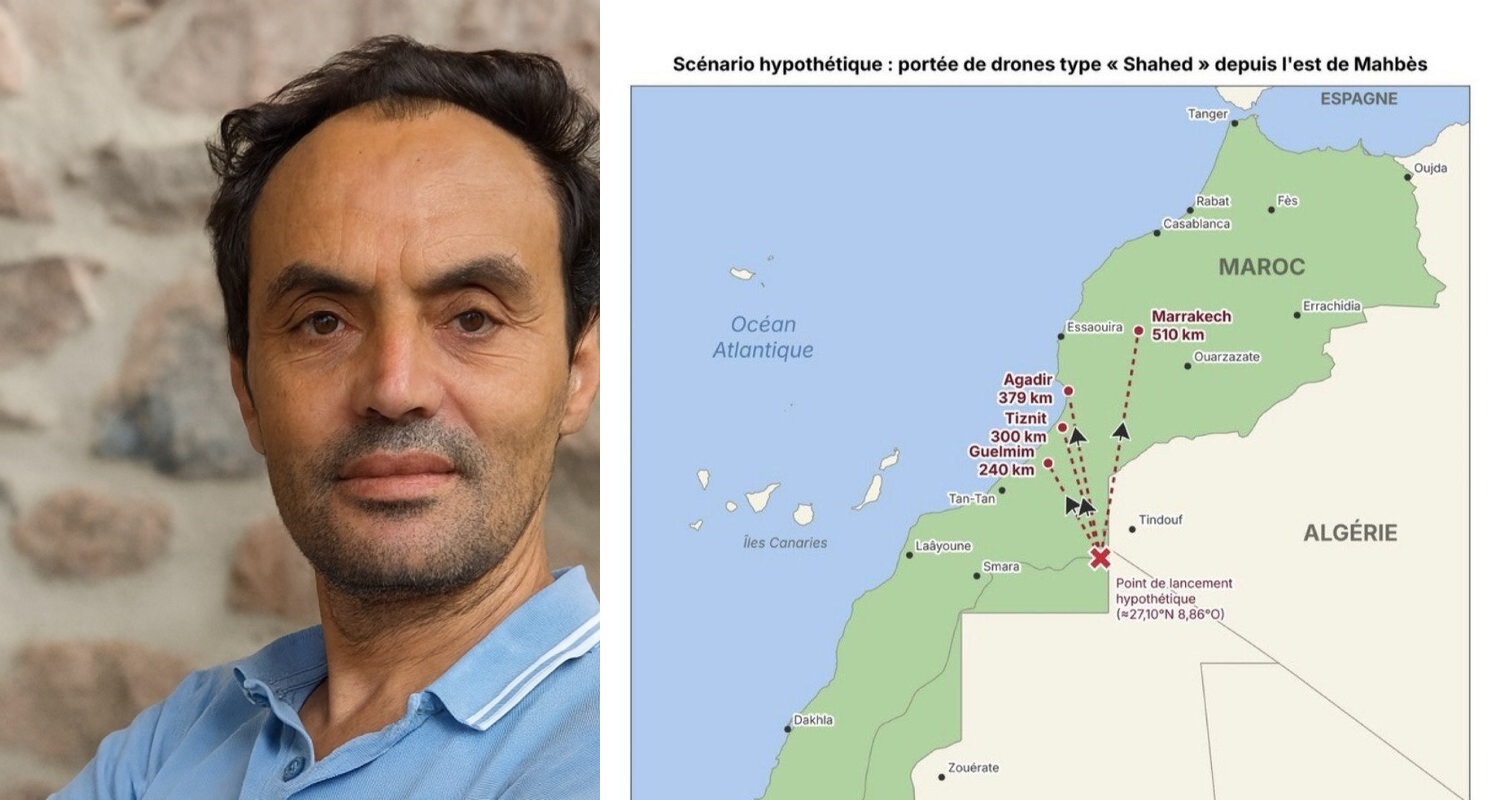 Scénario hypothétique : portée de drones type « Shahed » depuis l'est de Mahbès
ESPAGNE
Tanger
Oujda
Rabat
Fès
Casablanca
MAROC
Errachidia
Marrakech
510 km
Essaouira
Océan
Atlantique
Ouarzazate
Agadir
379 km
Tiznit
300 km
Guelmim
240 km
Tan-Tan
Tindouf
ALGÉRIE
Îles Canaries
Laâyoune
Smara
Point de lancement
hypothétique
(≈27,10°N 8,86°O)
Dakhla
Zouérate